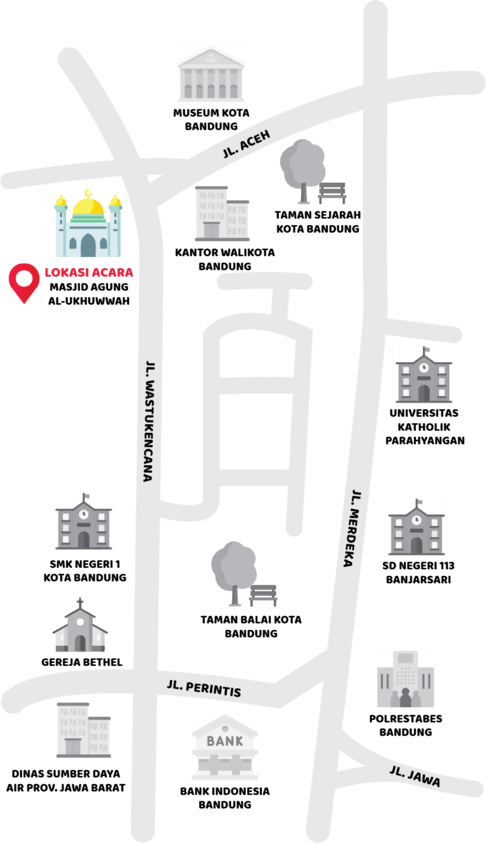 MUSEUM KOTA
BANDUNG
JL. ACEH
TAMAN SEJARAH
KOTA BANDUNG
KANTOR WALIKOTA
BANDUNG
LOKASI ACARA
MASJID AGUNG
AL-UKHUWWAH
JL. WASTUKENCANA
UNIVERSITAS
KATHOLIK
PARAHYANGAN
JL. MERDEKA
SMK NEGERI 1
KOTA BANDUNG
SD NEGERI 113
BANJARSARI
TAMAN BALAI KOTA
BANDUNG
GEREJA BETHEL
JL. PERINTIS
POLRESTABES
BANDUNG
BANK
DINAS SUMBER DAYA
AIR PROV. JAWA BARAT
BANK INDONESIA
BANDUNG
JL. JAWA